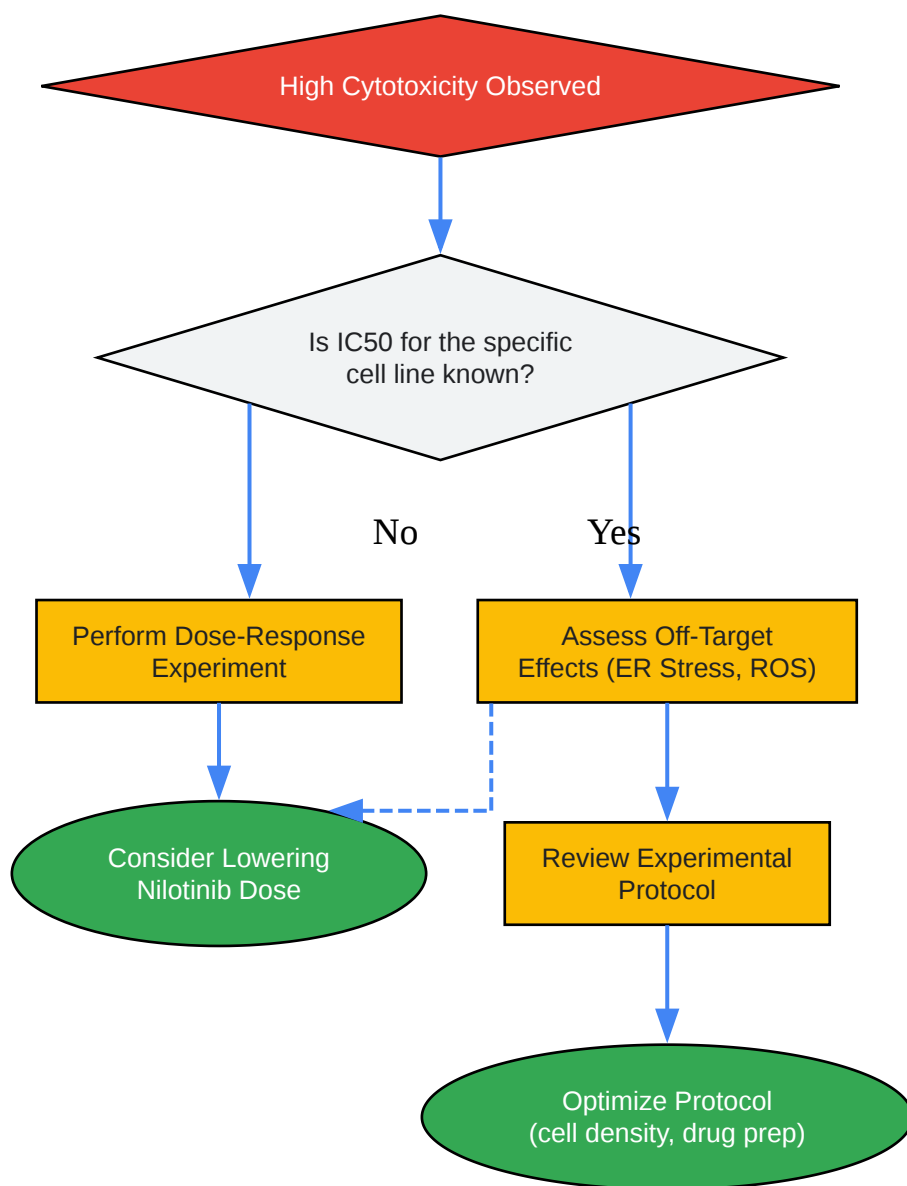 High Cytotoxicity Observed
Is IC50 for the specific
cell line known?
No
Yes
Perform Dose-Response
Experiment
Assess Off-Target
Effects (ER Stress, ROS)
Consider Lowering
Nilotinib Dose
Review Experimental
Protocol
Optimize Protocol
(cell density, drug prep)